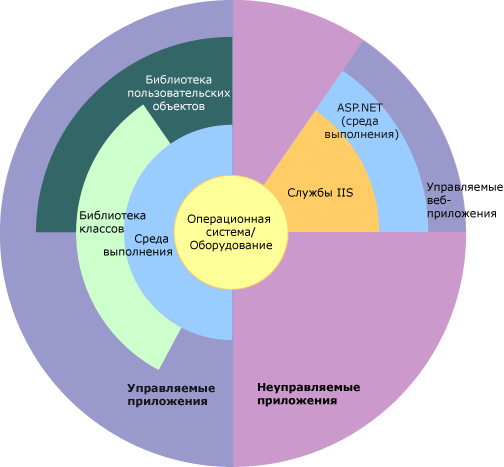 Библиотека
пользовательских
объектов
ASP.NET
(среда
выполнения)
Службы IIS
Управляемые
веб-
приложения
Библиотека
классов
Среда
выполнения
Операционная
система/
Оборудование
Управляемые
приложения
Неуправляемые
приложения